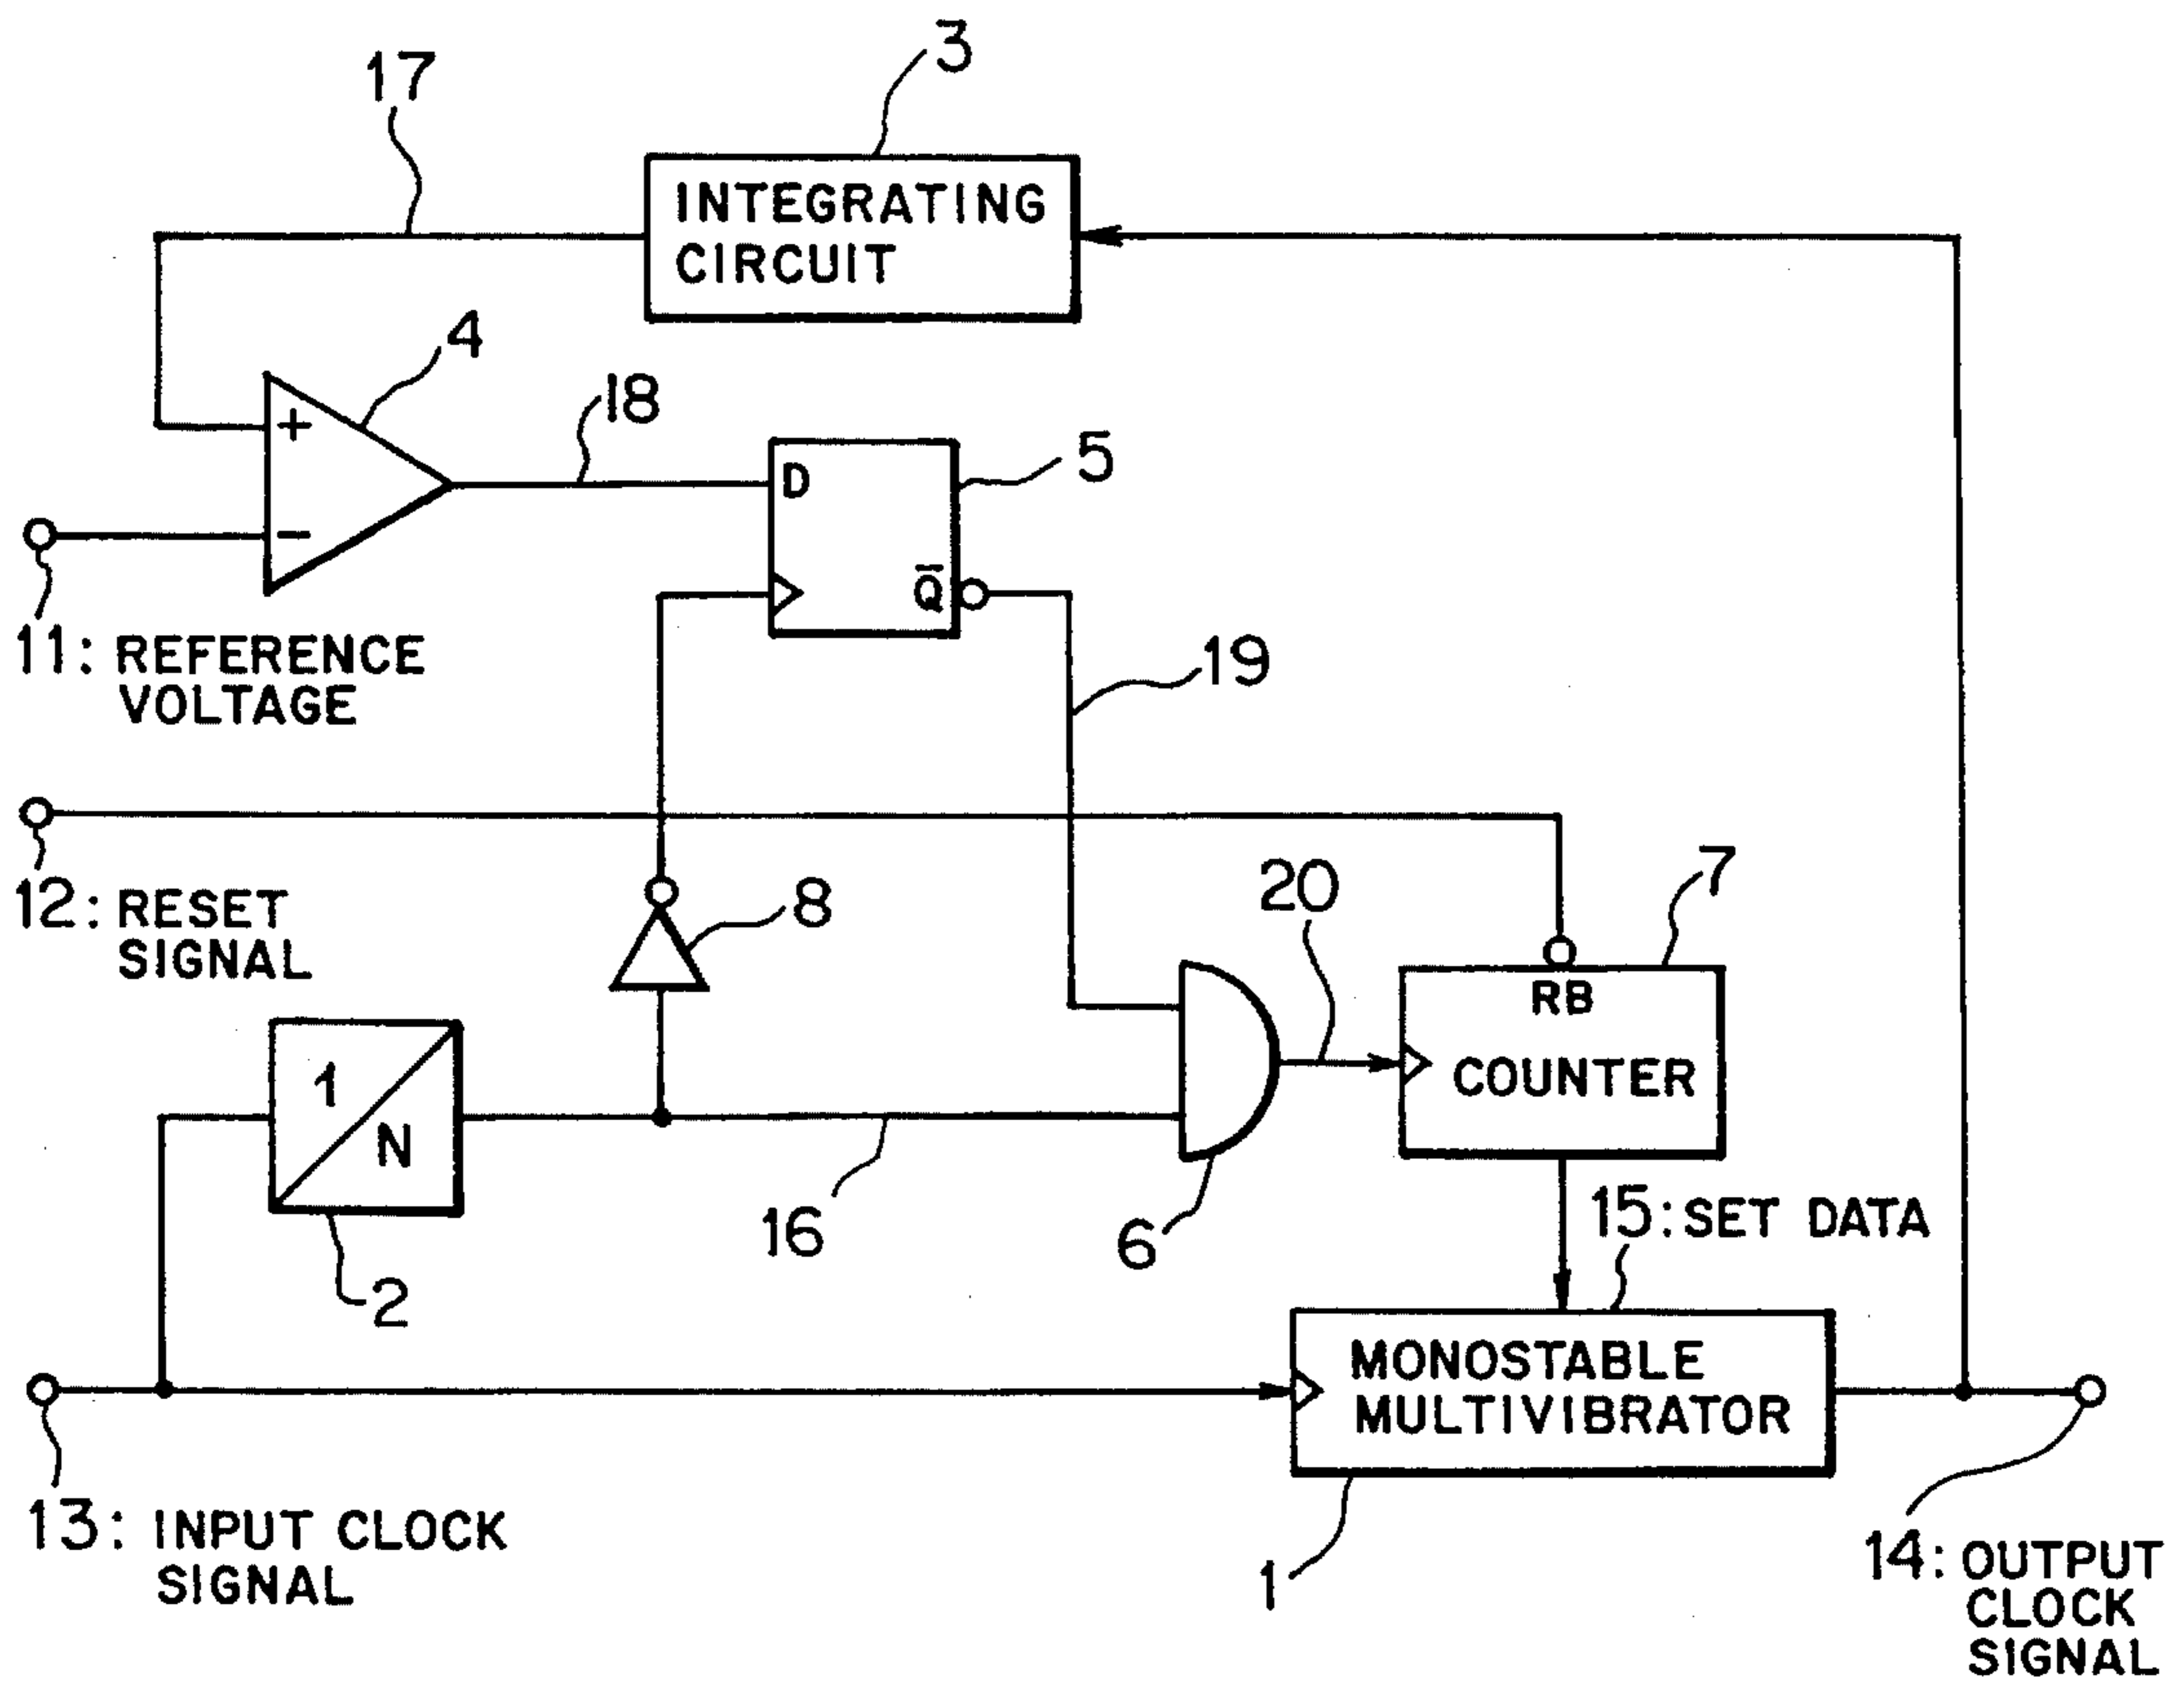 3
17
INTEGRATING
CIRCUIT
4
+
18
D
5
−
Q̄
11: REFERENCE
VOLTAGE
19
12: RESET
SIGNAL
8
20
7
RB
COUNTER
1
N
16
6
15: SET DATA
2
MONOSTABLE
MULTIVIBRATOR
13: INPUT CLOCK
SIGNAL
1
14: OUTPUT
CLOCK
SIGNAL